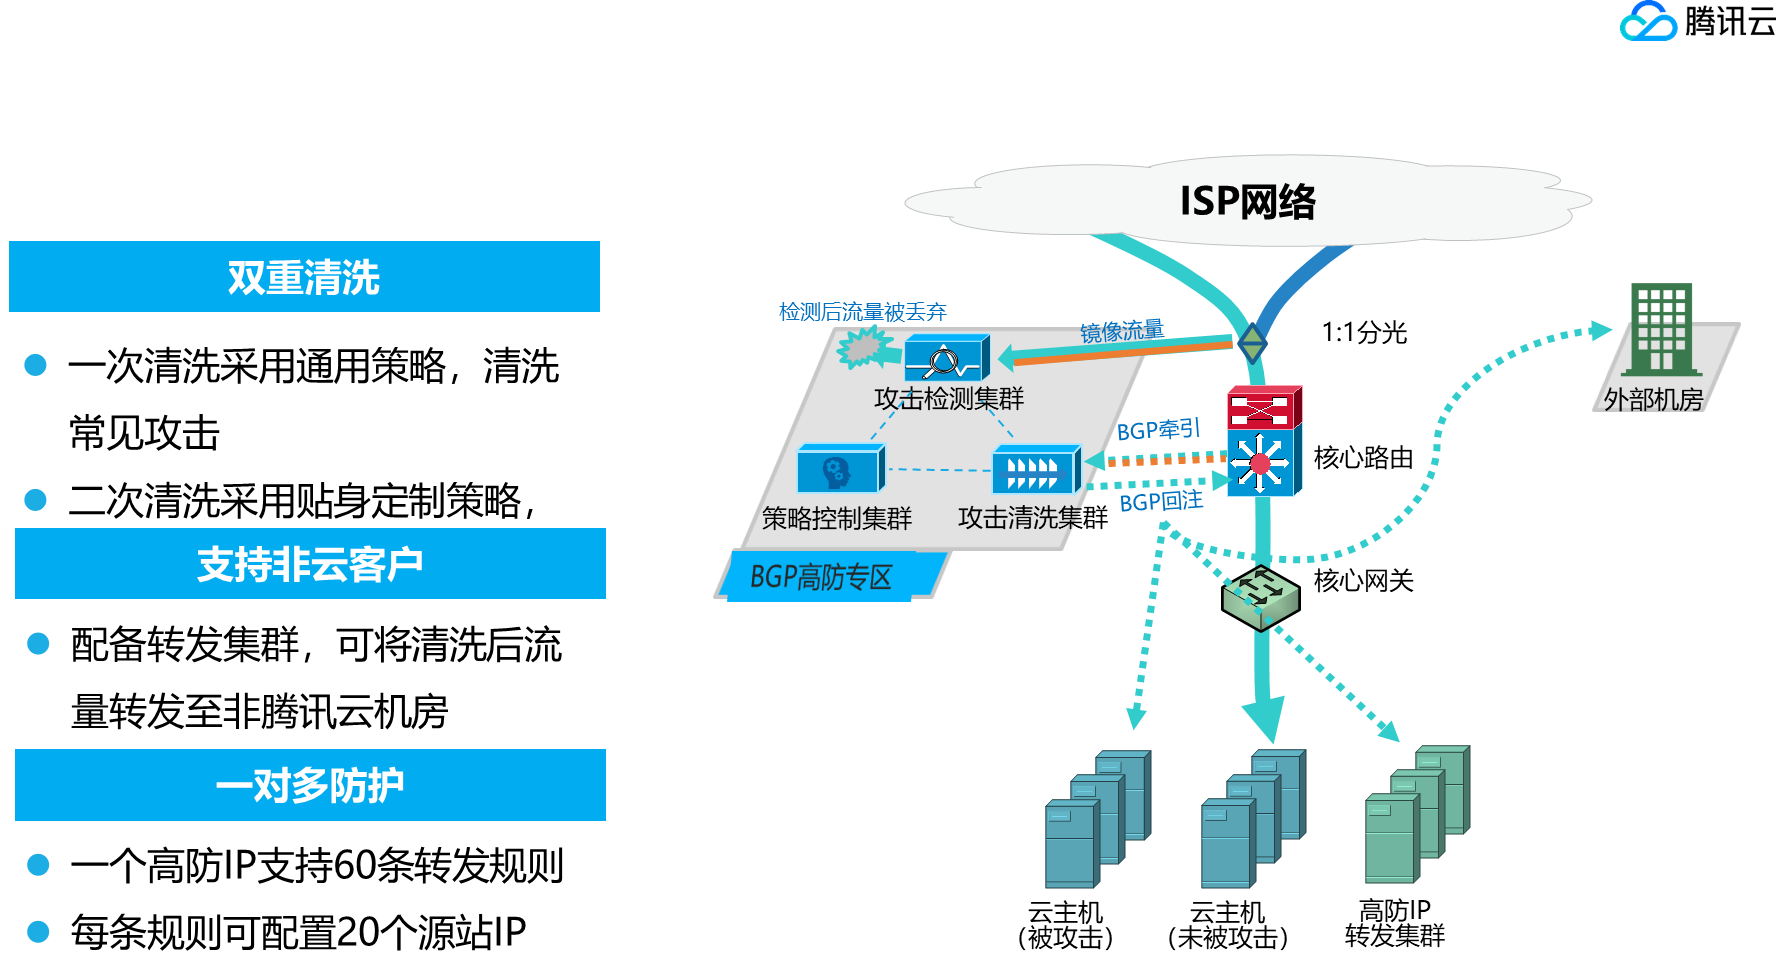 腾讯云
双重清洗
一次清洗采用通用策略，清洗
常见攻击
二次清洗采用贴身定制策略，
支持非云客户
配备转发集群，可将清洗后流
量转发至非腾讯云机房
一对多防护
一个高防IP支持60条转发规则
每条规则可配置20个源站IP
ISP网络
检测后流量被丢弃
镜像流量
1:1分光
攻击检测集群
外部机房
BGP牵引
核心路由
BGP回注
策略控制集群
攻击清洗集群
BGP高防专区
核心网关
云主机
（被攻击）
云主机
（未被攻击）
高防IP
转发集群